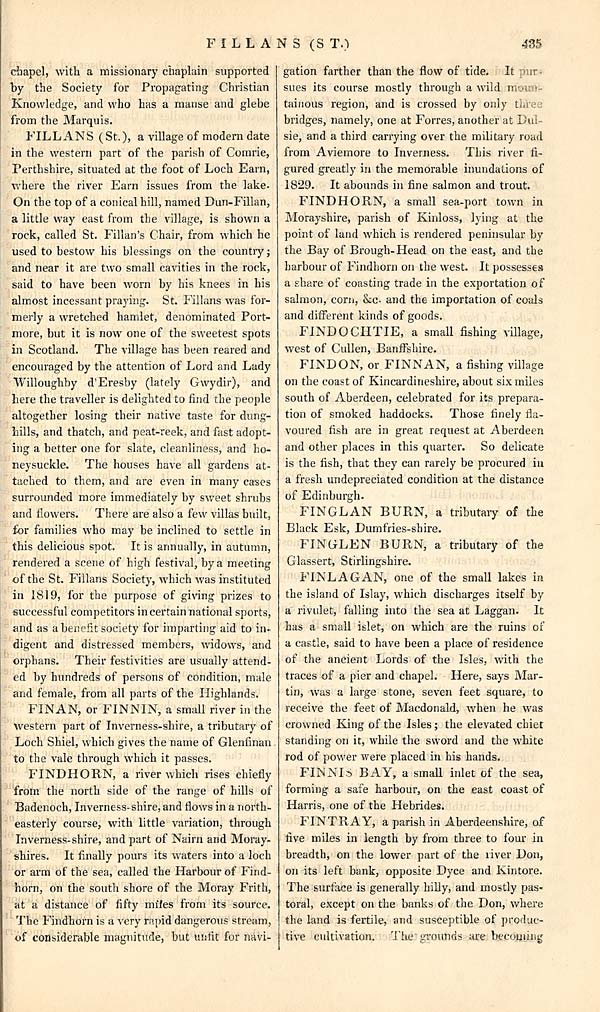 FILLANS (ST.)
435
chapel, with a missionary chaplain supported
by the Society for Propagating Christian
Knowledge, and who has a manse and glebe
from the Marquis.
FILLANS (St.), a village of modern date
in the western part of the parish of Comrie,
Perthshire, situated at the foot of Loch Earn,
where the river Earn issues from the lake.
On the top of a conical hill, named Dun-Fillan,
a little way east from the village, is shown a
rock, called St. Fillan's Chair, from which he
used to bestow his blessings on the country;
and near it are two small cavities in the rock,
said to have been worn by his knees in his
almost incessant praying. St. Fillans was for-
merly a wretched hamlet, denominated Port-
more, but it is now one of the sweetest spots
in Scotland. The village has been reared and
encouraged by the attention of Lord and Lady
Willoughby d'Eresby (lately Gwydir), and
here the traveller is delighted to find the people
altogether losing their native taste for dung-
hills, and thatch, and peat-reek, and fast adopt-
ing a better one for slate, cleanliness, and ho-
neysuckle. The houses have all gardens at-
tached to them, and are even in many cases
surrounded more immediately by sweet shrubs
and flowers. There are also a few villas built,
for families who may be inclined to settle in
this delicious spot. It is annually, in autumn,
rendered a scene of high festival, by a meeting
of the St. Fillans Society, which was instituted
in 1819, for the purpose of giving prizes to
successful competitors in certain national sports,
and as a benefit society for imparting aid to in-
digent and distressed members, widows, and
orphans. Their festivities are usually attend-
ed by hundreds of persons of condition, male
and female, from all parts of the Highlands.
FINAN, or FINNIN, a small river in the
western part of Inverness-shire, a tributary of
Loch Shiel, which gives the name of Glenfinan
to the vale through which it passes.
FINDHORN, a river which rises chiefly
from the north side of the range of hills of
Badenoch, Inverness-shire, and flows in a north-
easterly course, with little variation, through
Inverness-shire, and part of Nairn and Moray-
shires. It finally pours its waters into a loch
or arm of the sea, called the Harbour of Find-
horn, on the south shore of the Moray Frith,
at a distance of fifty miles from its source.
The Findhorn is a very rapid dangerous stream,
of considerable magnitude, but unfit for navi-
gation farther than the flow of tide. It pur-
sues its course mostly through a wild moun-
tainous region, and is crossed by only three
bridges, namely, one at Forres, another at Dul-
sie, and a third carrying over the military road
from Aviemore to Inverness. This river fi-
gured greatly in the memorable inundations of
1829. It abounds in fine salmon and trout.
FINDHORN, a small sea-port town in
Morayshire, parish of Kinloss, lying at the
point of land which is rendered peninsular by
the Bay of Brough-Head on the east, and the
harbour of Findhorn on the west. It possesses
a share of coasting trade in the exportation of
salmon, corn, &c. and the importation of coals
and different kinds of goods.
FINDOCHTIE, a small fishing village,
west of Cullen, Banffshire.
FINDON, or FINNAN, a fishing village
on the coast of Kincardineshire, about six miles
south of Aberdeen, celebrated for its prepara-
tion of smoked haddocks. Those finely fla-
voured fish are in great request at Aberdeen
and other places in this quarter. So delicate
is the fish, that they can rarely be procured in
a fresh undepreciated condition at the distance
of Edinburgh.
FINGLAN BURN, a tributary of the
Black Esk, Dumfries-shire.
FINGLEN BURN, a tributary of the
Glassert, Stirlingshire.
FINLAGAN, one of the small lakes in
the island of Islay, which discharges itself by
a rivulet, falling into the sea at Laggan. It
has a small islet, on which are the ruins of
a castle, said to have been a place of residence
of the ancient Lords of the Isles, with the
traces of a pier and chapel. Here, says Mar-
tin, was a large stone, seven feet square, to
receive the feet of Macdonald, when he was
crowned King of the Isles; the elevated chief
standing on it, while the sword and the white
rod of power were placed in his hands.
FINNIS BAY, a small inlet of the sea,
forming a safe harbour, on the east coast of
Harris, one of the Hebrides.
FINTRAY, a parish in Aberdeenshire, of
five miles in length by from three to four in
breadth, on the lower part of the river Don,
on its left bank, opposite Dyce and Kintore.
The surface is generally hilly, and mostly pas-
toral, except on the banks of the Don, where
the land is fertile, and susceptible of produc-
tive cultivation. The grounds are becoming